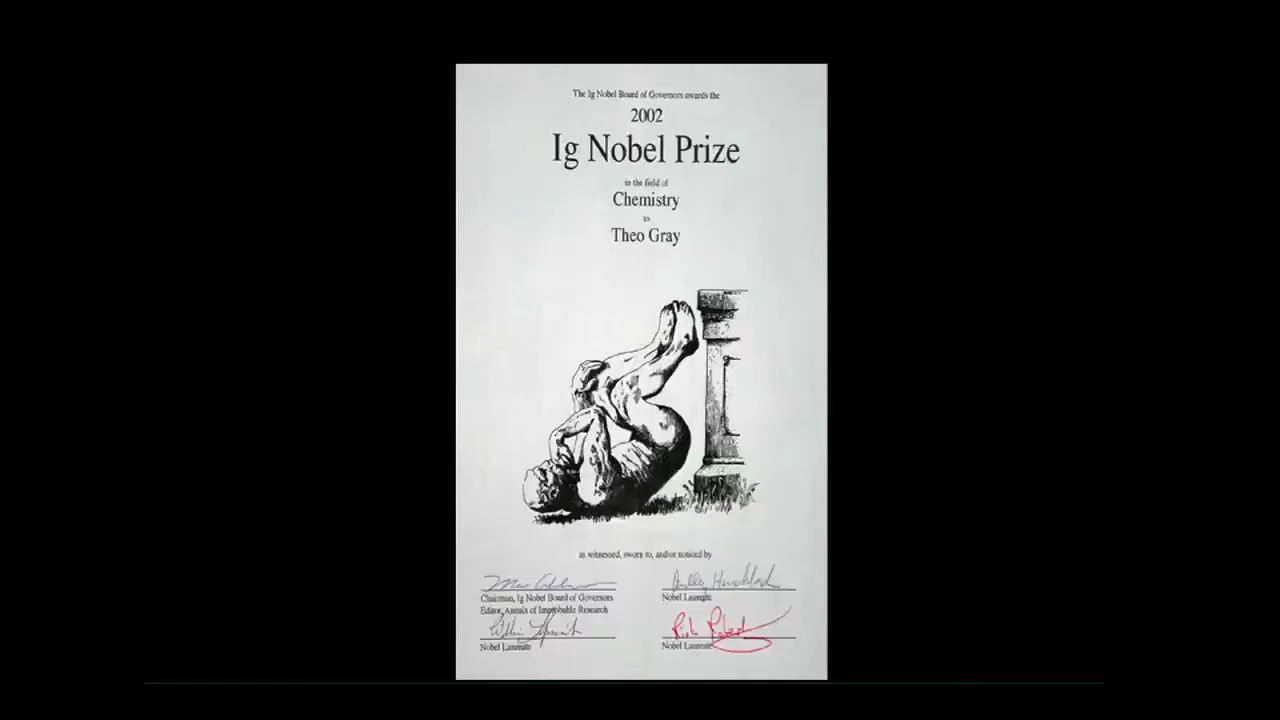 The Ig Nobel Board of Governors awards the
2002
Ig Nobel Prize
in the field of
Chemistry
to
Theo Gray
as witnessed, sworn to, and/or noticed by
Chairman, Ig Nobel Board of Governors
Editor, Annals of Improbable Research
Nobel Laureate
Nobel Laureate
Nobel Laureate